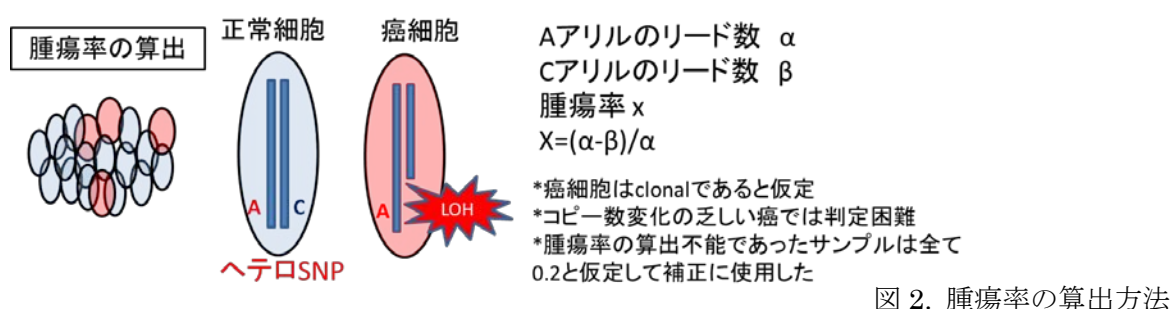 腫瘍率の算出
正常細胞
癌細胞
A
C
A
LOH
ヘテロSNP
Aアリルのリード数 α
Cアリルのリード数 β
腫瘍率 x
X=(α-β)/α
*癌細胞はclonalであると仮定
*コピー数変化の乏しい癌では判定困難
*腫瘍率の算出不能であったサンプルは全て
0.2と仮定して補正に使用した
図 2. 腫瘍率の算出方法